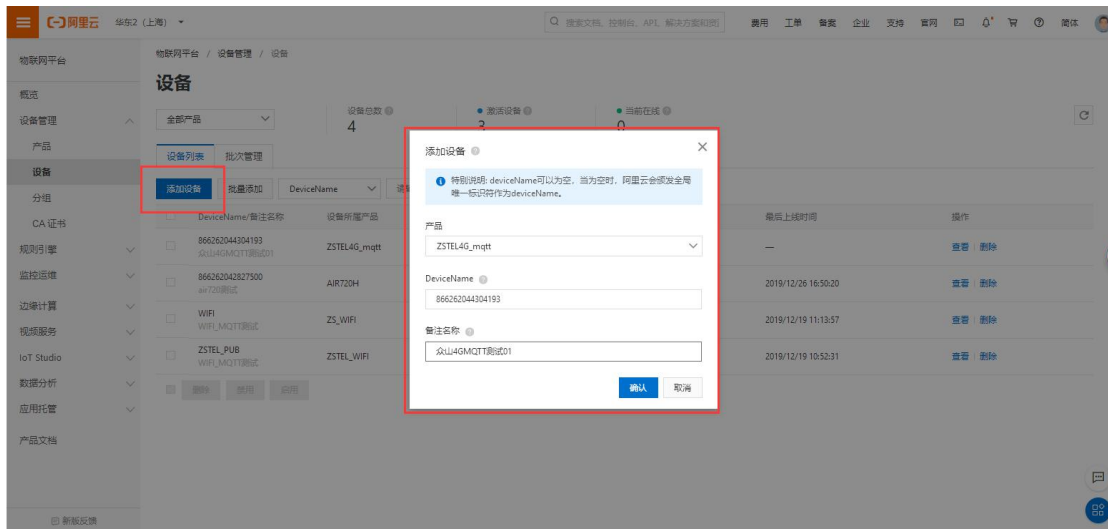 阿里云 华东2（上海） 搜索文档、控制台、API、解决方案和资 费用 工单 备案 企业 支持 官网 简体
物联网平台
概览
设备管理
产品
设备
分组
CA 证书
规则引擎
监控运维
边缘计算
视频服务
IoT Studio
数据分析
应用托管
产品文档
新版反馈
物联网平台 / 设备管理 / 设备
设备
全部产品
设备总数
4
激活设备
3
当前在线
0
设备列表 批次管理
添加设备 批量添加 DeviceName
DeviceName/备注名称 设备所属产品 最后上线时间 操作
866262044304193 ZSTEL4G_mqtt — 查看 删除
众山4GMQTT测试01
866262042827500 AIR720H 2019/12/26 16:50:20 查看 删除
air720测试
WIFI ZS_WIFI 2019/12/19 11:13:57 查看 删除
WIFI_MQTT测试
ZSTEL_PUB ZSTEL_WIFI 2019/12/19 10:52:31 查看 删除
WIFI_MQTT测试
删除 禁用 启用
添加设备
特别说明: deviceName可以为空，当为空时，阿里云会颁发全局
唯一标识符作为deviceName。
产品
ZSTEL4G_mqtt
DeviceName
866262044304193
备注名称
众山4GMQTT测试01
确认 取消